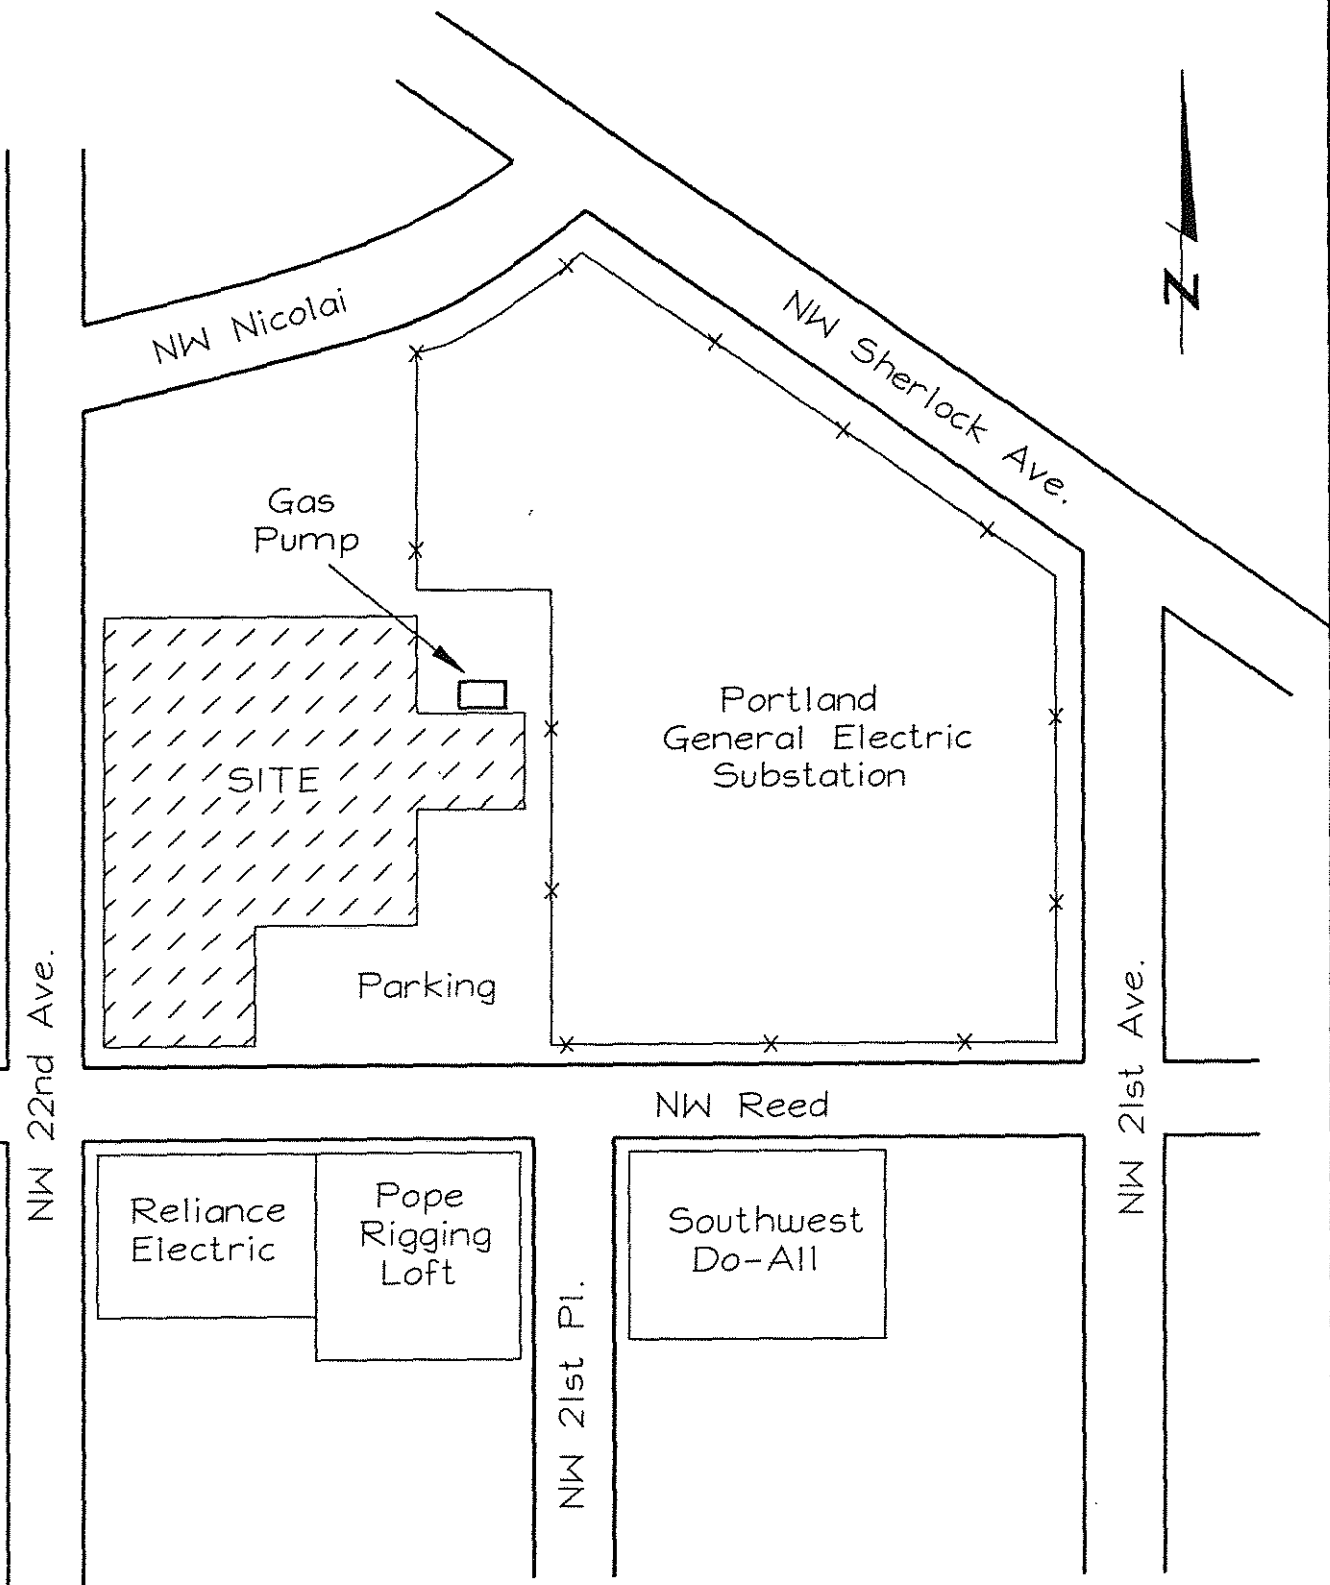 NW Nicolai
NW Sherlock Ave.
N
Gas
Pump
SITE
Portland
General Electric
Substation
Parking
NW 22nd Ave.
NW 21st Ave.
NW Reed
Reliance
Electric
Pope
Rigging
Loft
Southwest
Do-All
NW 21st Pl.